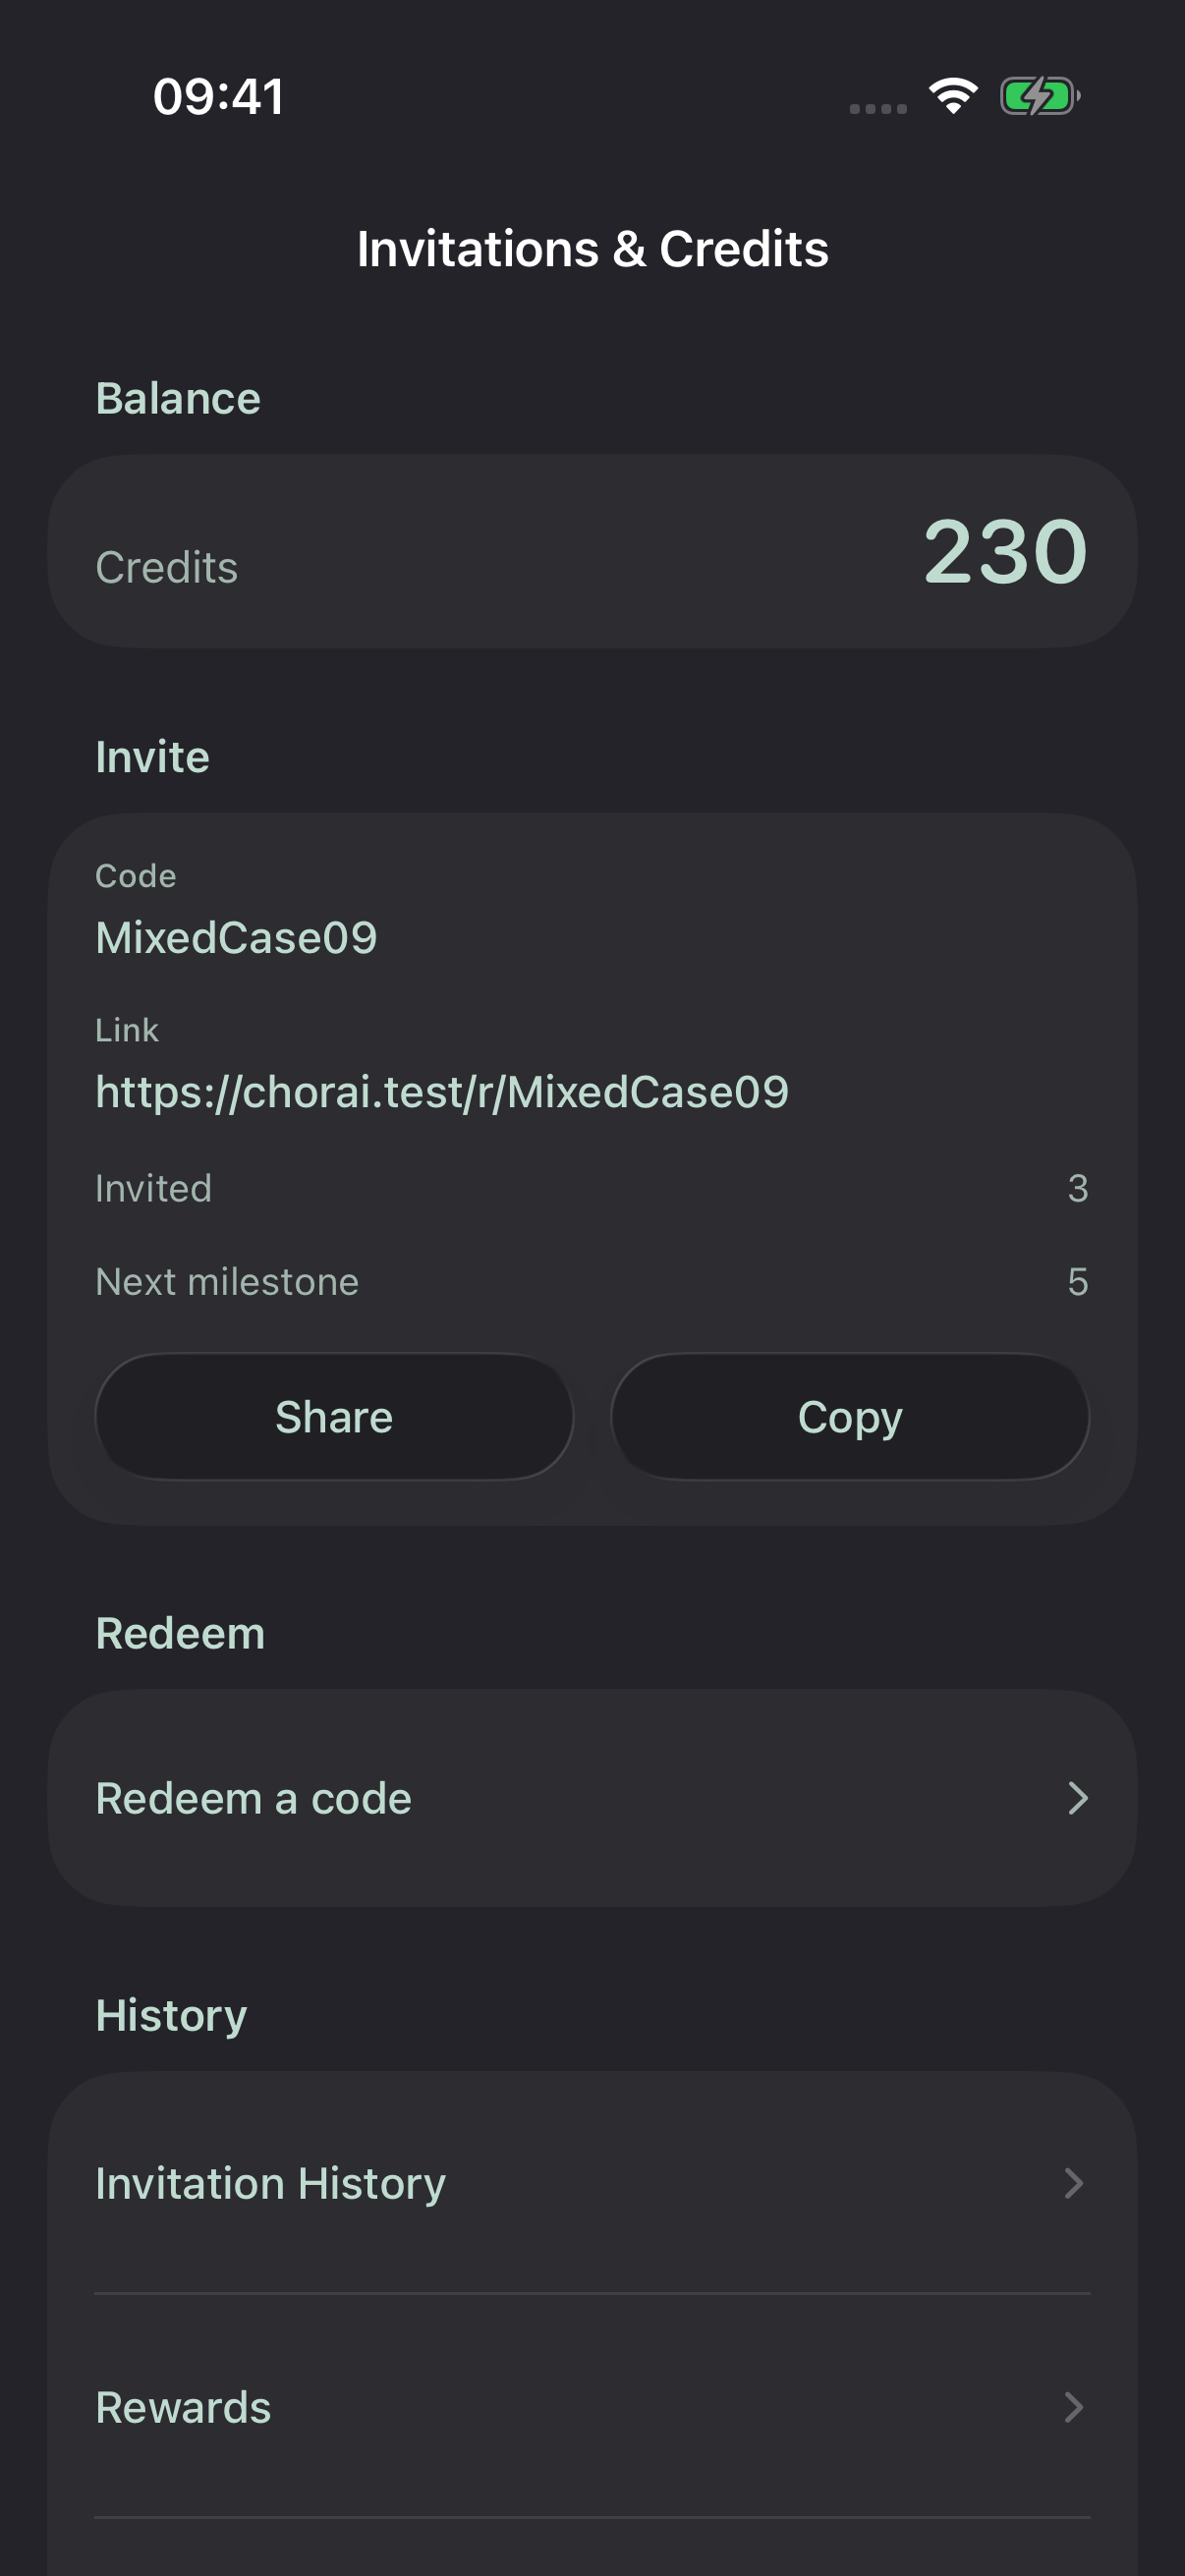 09:41
Invitations & Credits
Balance
Credits 230
Invite
Code
MixedCase09
Link
https://chorai.test/r/MixedCase09
Invited 3
Next milestone 5
Share Copy
Redeem
Redeem a code
History
Invitation History
Rewards